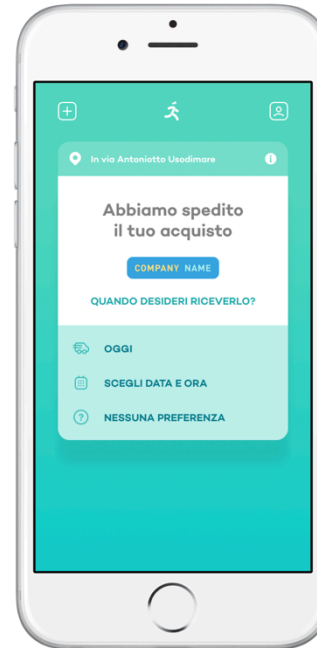 In via Antoniotto Usodimare
Abbiamo spedito
il tuo acquisto
COMPANY NAME
QUANDO DESIDERI RICEVERLO?
OGGI
SCEGLI DATA E ORA
NESSUNA PREFERENZA